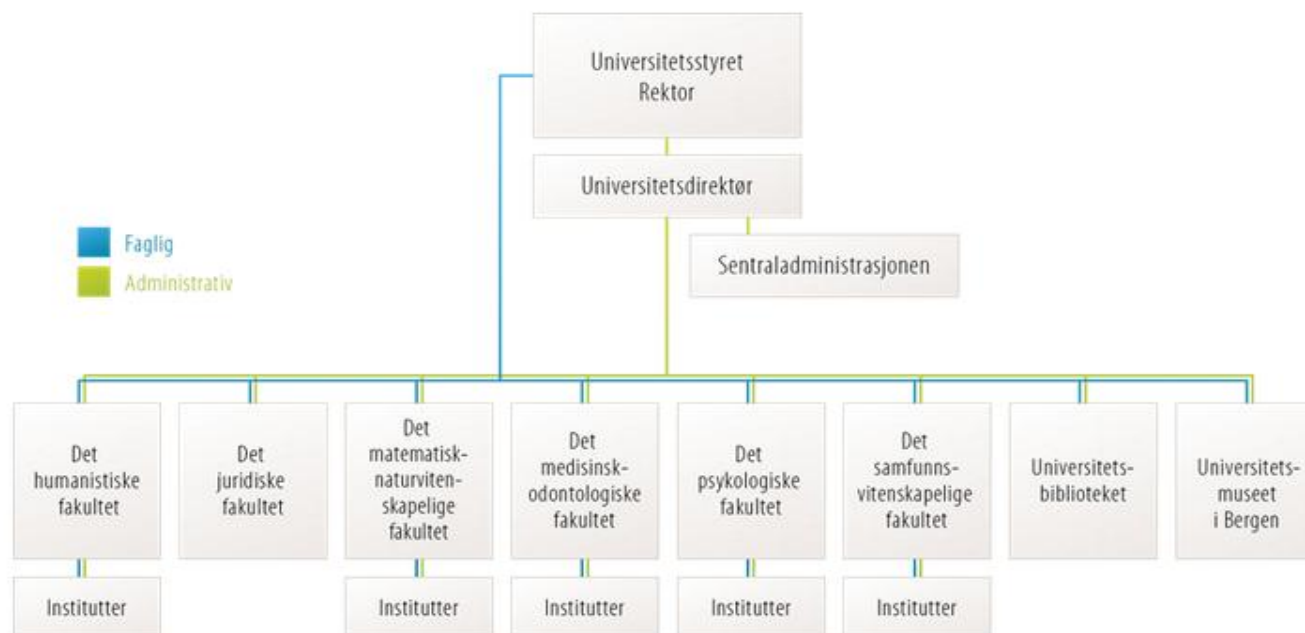 Universitetsstyret
Rektor
Universitetsdirektør
Sentraladministrasjonen
Faglig
Administrativ
Det
humanistiske
fakultet
Det
juridiske
fakultet
Det
matematisk-
naturviten-
skapelige
fakultet
Det
medisinsk-
odontologiske
fakultet
Det
psykologiske
fakultet
Det
samfunns-
vitenskapelige
fakultet
Universitets-
biblioteket
Universitets-
museet
i Bergen
Institutter
Institutter
Institutter
Institutter
Institutter